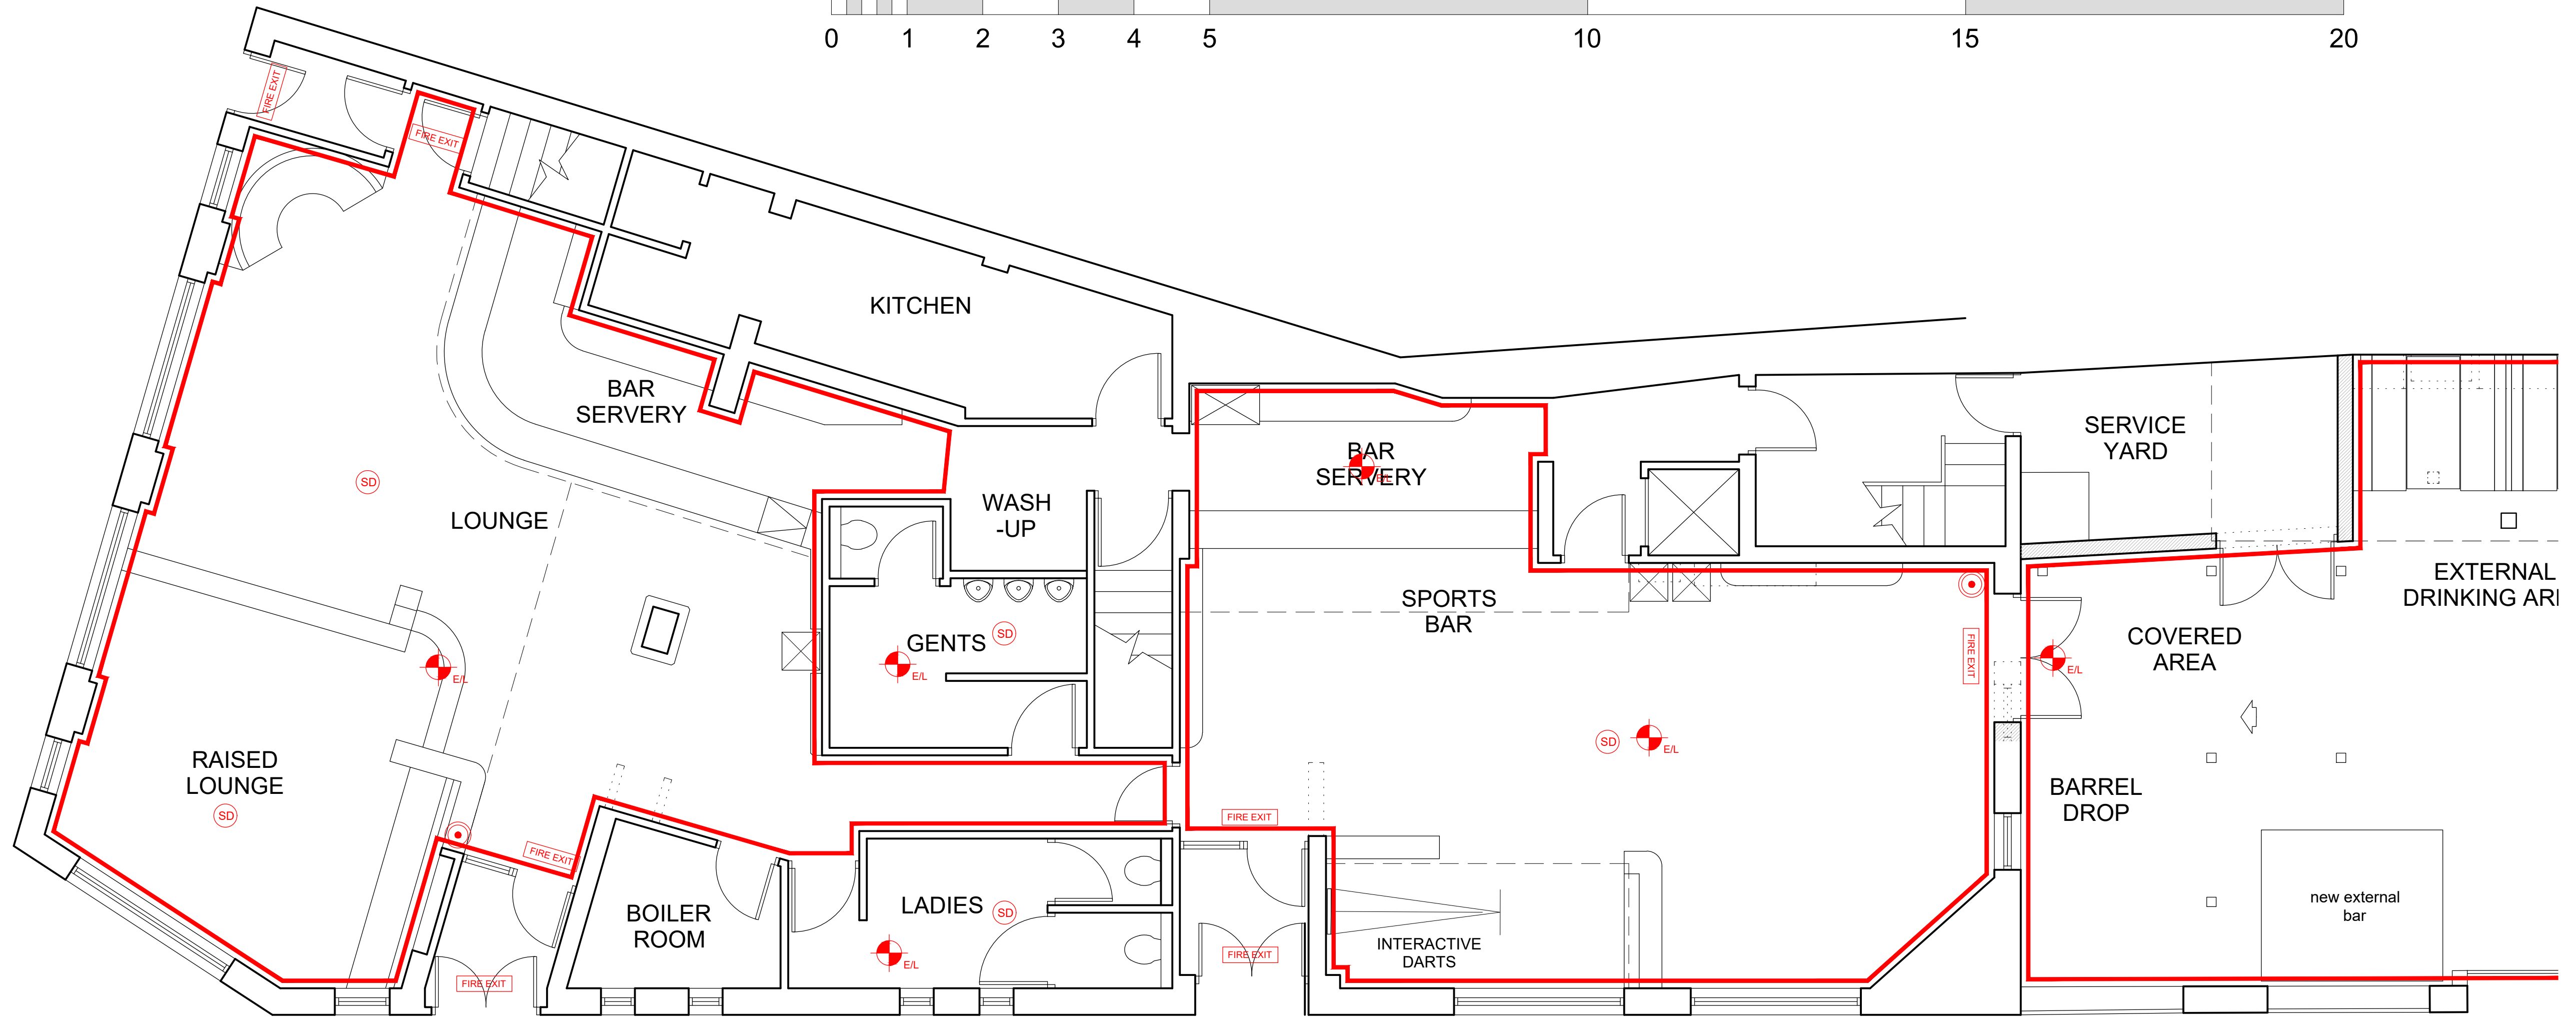 0 1 2 3 4 5 10 15 20
FIRE EXIT
FIRE EXIT
KITCHEN
BAR
SERVERY
BAR
SERVERY
E/L
SERVICE
YARD
SD
LOUNGE
WASH
-UP
EXTERNAL
DRINKING AR
SPORTS
BAR
GENTS
SD
E/L
E/L
FIRE EXIT
E/L
COVERED
AREA
SD
E/L
RAISED
LOUNGE
SD
BARREL
DROP
FIRE EXIT
FIRE EXIT
BOILER
ROOM
LADIES
SD
E/L
INTERACTIVE
DARTS
new external
bar
FIRE EXIT
FIRE EXIT